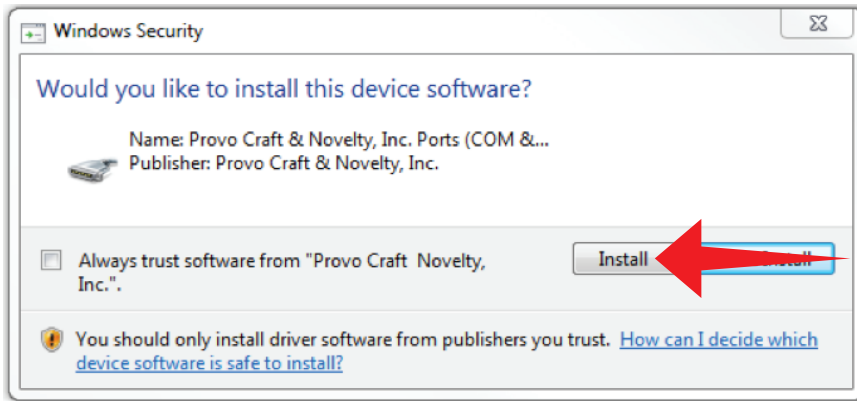 Windows Security
Would you like to install this device software?
Name: Provo Craft & Novelty, Inc. Ports (COM &...
Publisher: Provo Craft & Novelty, Inc.
Always trust software from "Provo Craft  Novelty,
Inc.".
Install
You should only install driver software from publishers you trust. How can I decide which
device software is safe to install?